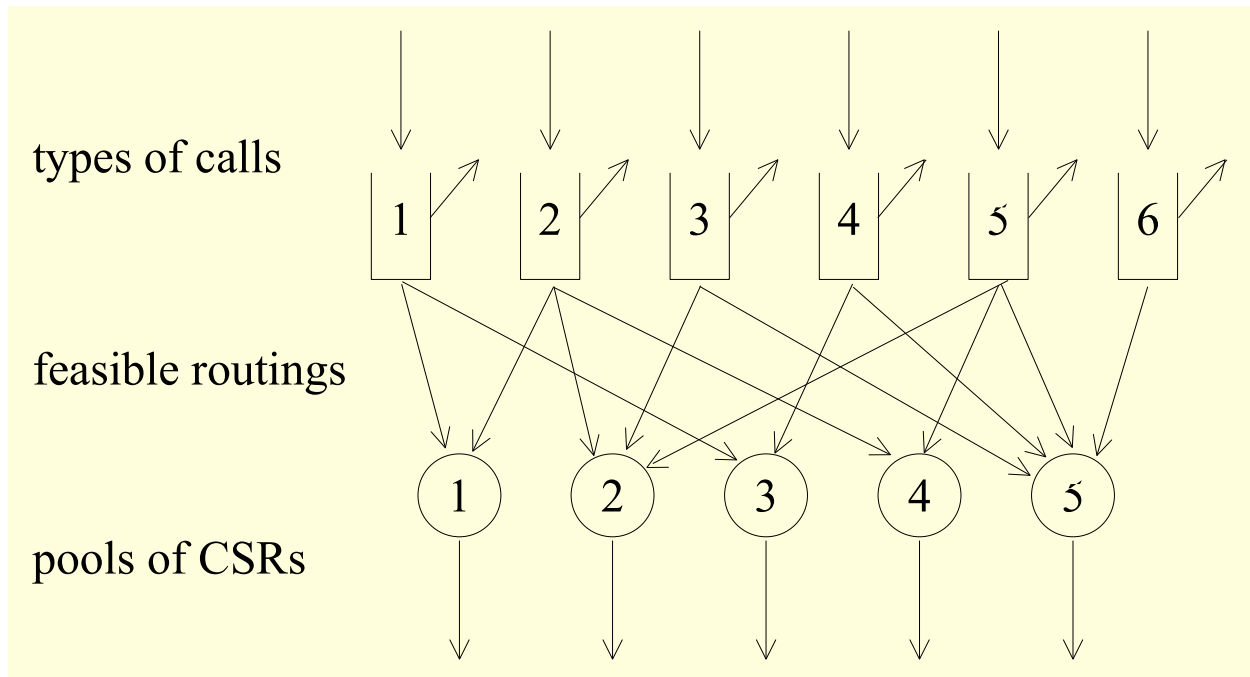 types of calls
1 2 3 4 5 6
feasible routings
1 2 3 4 5
pools of CSRs